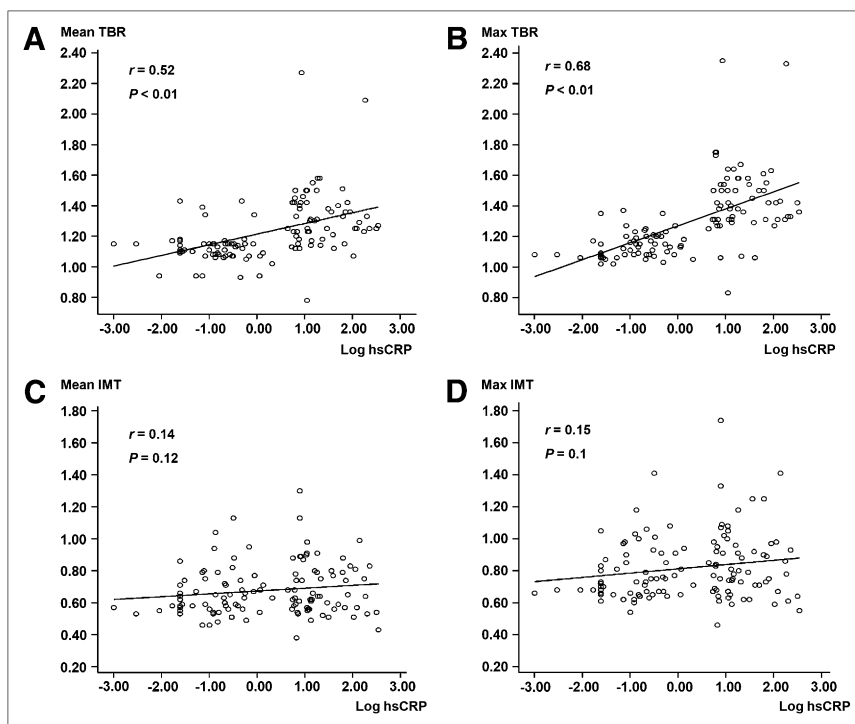 A Mean TBR
2.40
2.20
2.00
1.80
1.60
1.40
1.20
1.00
0.80
r = 0.52
P < 0.01
-3.00 -2.00 -1.00 0.00 1.00 2.00 3.00
Log hsCRP
B Max TBR
2.40
2.20
2.00
1.80
1.60
1.40
1.20
1.00
0.80
r = 0.68
P < 0.01
-3.00 -2.00 -1.00 0.00 1.00 2.00 3.00
Log hsCRP
C Mean IMT
1.80
1.60
1.40
1.20
1.00
0.80
0.60
0.40
0.20
r = 0.14
P = 0.12
-3.00 -2.00 -1.00 0.00 1.00 2.00 3.00
Log hsCRP
D Max IMT
1.80
1.60
1.40
1.20
1.00
0.80
0.60
0.40
0.20
r = 0.15
P = 0.1
-3.00 -2.00 -1.00 0.00 1.00 2.00 3.00
Log hsCRP